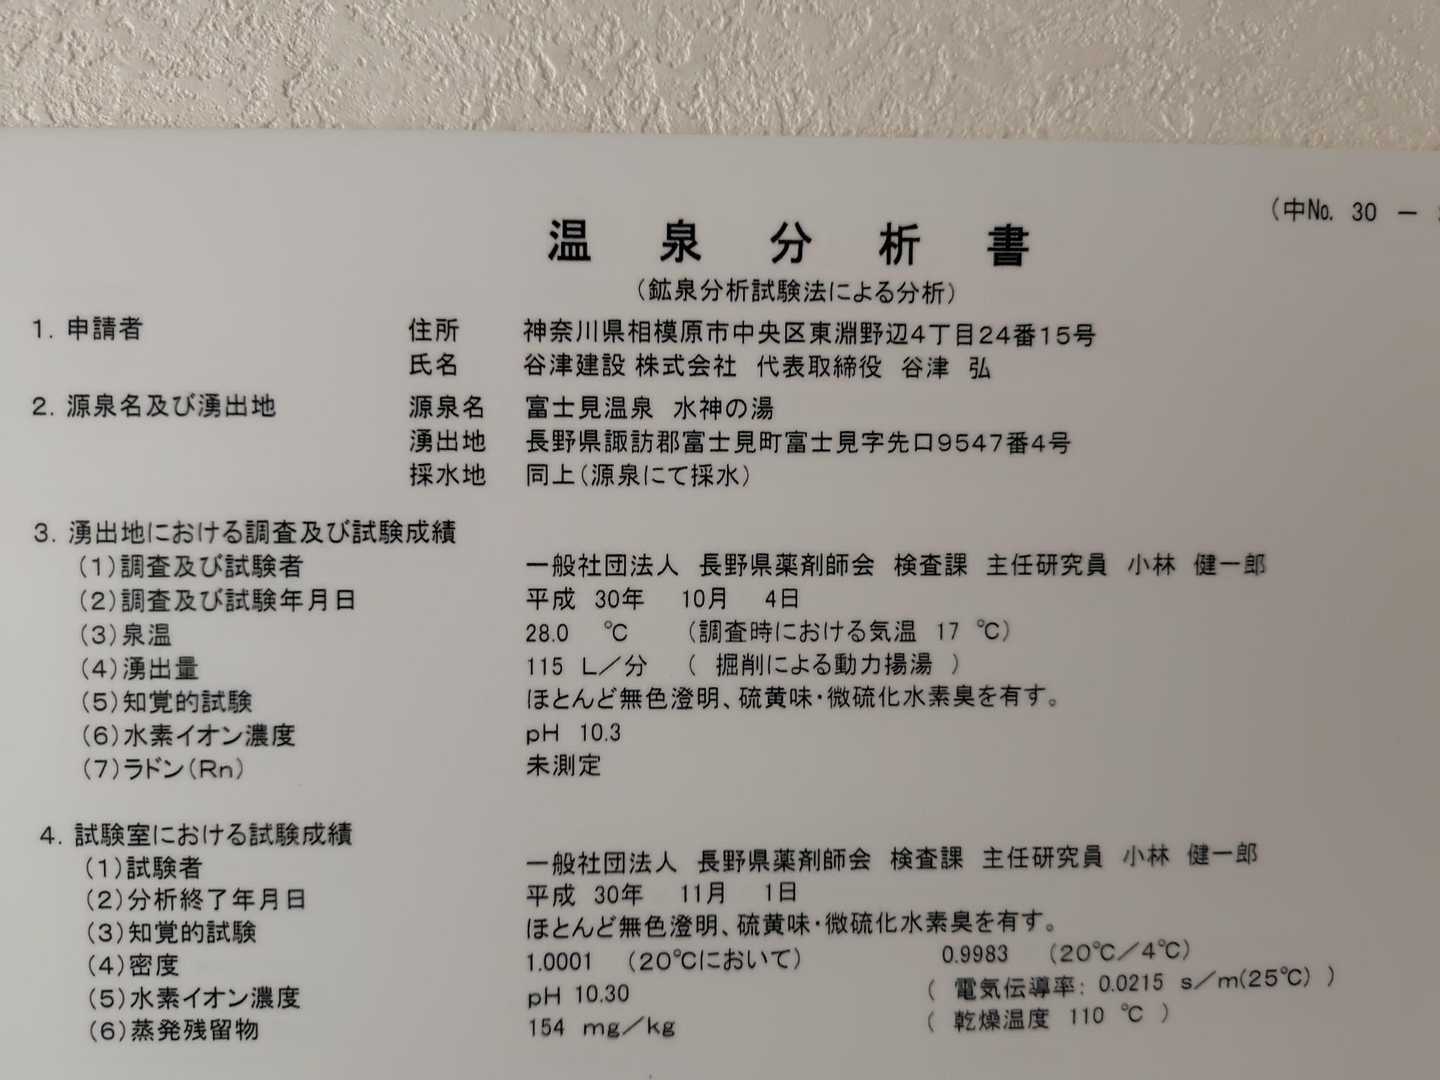 (中No. 30 －
温泉分析書
(鉱泉分析試験法による分析)
1. 申請者 住所 神奈川県相模原市中央区東淵野辺4丁目24番15号
氏名 谷津建設 株式会社 代表取締役 谷津 弘
2. 源泉名及び湧出地 源泉名 富士見温泉 水神の湯
湧出地 長野県諏訪郡富士見町富士見字先口9547番4号
採水地 同上(源泉にて採水)
3. 湧出地における調査及び試験成績
(1)調査及び試験者 一般社団法人 長野県薬剤師会 検査課 主任研究員 小林 健一郎
(2)調査及び試験年月日 平成 30年 10月 4日
(3)泉温 28.0 ℃ (調査時における気温 17 ℃)
(4)湧出量 115 L／分 ( 掘削による動力揚湯 )
(5)知覚的試験 ほとんど無色澄明、硫黄味・微硫化水素臭を有す。
(6)水素イオン濃度 pH 10.3
(7)ラドン(Rn) 未測定
4. 試験室における試験成績
(1)試験者 一般社団法人 長野県薬剤師会 検査課 主任研究員 小林 健一郎
(2)分析終了年月日 平成 30年 11月 1日
(3)知覚的試験 ほとんど無色澄明、硫黄味・微硫化水素臭を有す。
(4)密度 1.0001 (20℃において) 0.9983 (20℃／4℃)
(5)水素イオン濃度 pH 10.30 ( 電気伝導率: 0.0215 s／m(25℃) )
(6)蒸発残留物 154 mg／kg ( 乾燥温度 110 ℃ )